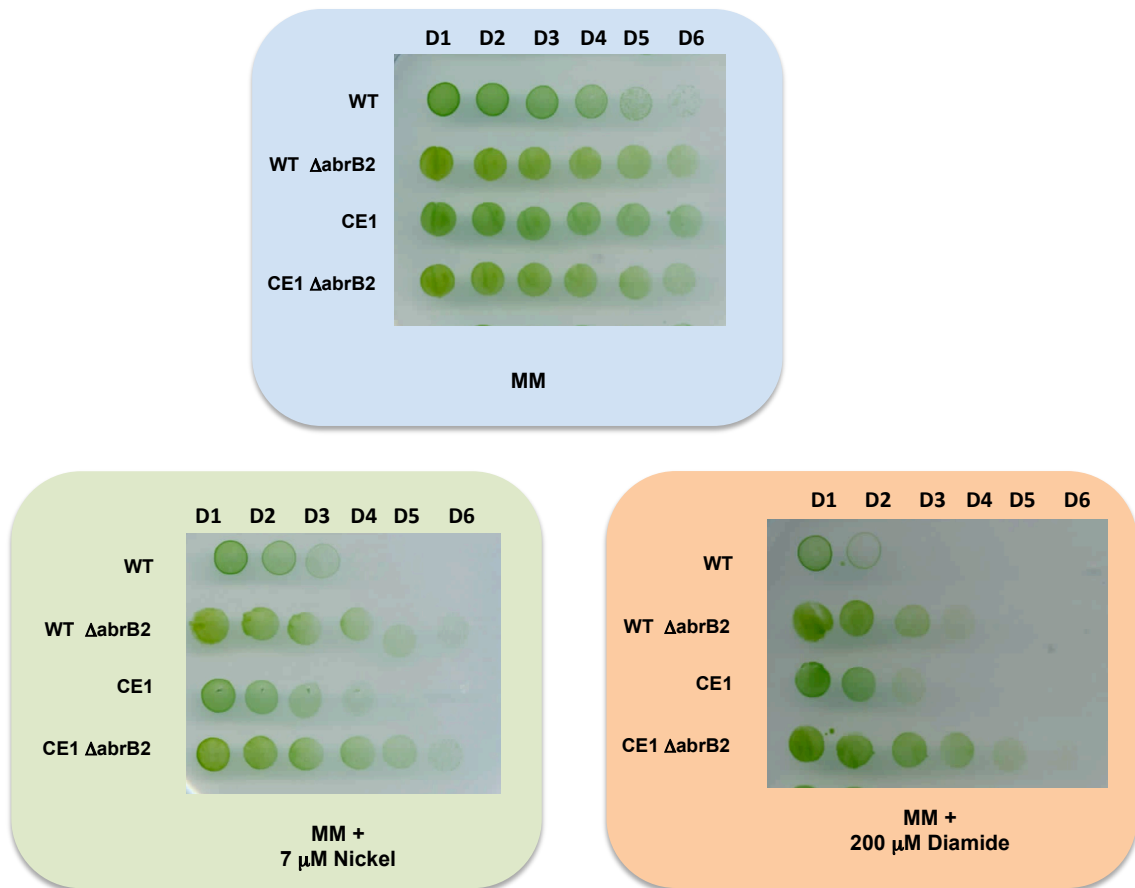 D1 D2 D3 D4 D5 D6
WT
WT ΔabrB2
CE1
CE1 ΔabrB2
MM
D1 D2 D3 D4 D5 D6
WT
WT ΔabrB2
CE1
CE1 ΔabrB2
MM +
7 μM Nickel
D1 D2 D3 D4 D5 D6
WT
WT ΔabrB2
CE1
CE1 ΔabrB2
MM +
200 μM Diamide